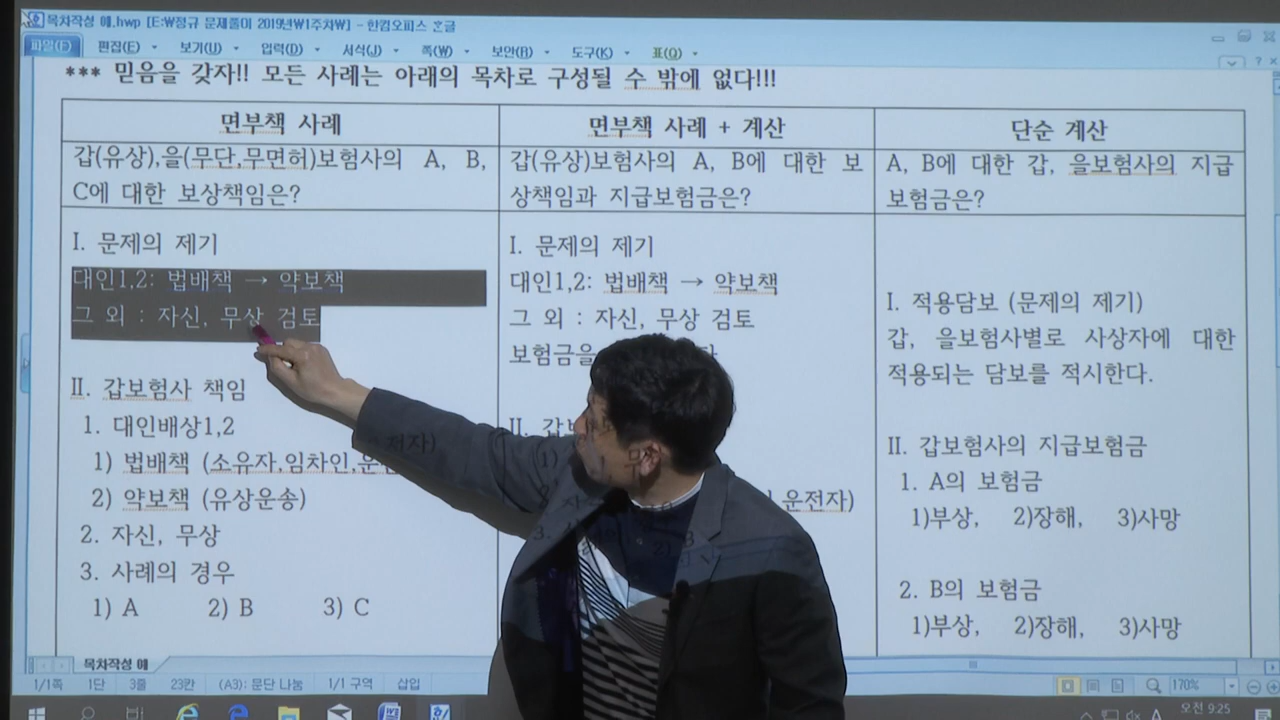 목차작성 예.hwp [E:\정규 문제풀이 2019년\1주차\] - 한컴오피스 한글
파일(F) 편집(E) 보기(U) 입력(D) 서식(J) 쪽(W) 보안(B) 도구(K) 표(Q)
*** 믿음을 갖자!! 모든 사례는 아래의 목차로 구성될 수 밖에 없다!!!
면부책 사례
갑(유상),을(무단,무면허)보험사의 A, B,
C에 대한 보상책임은?
I. 문제의 제기
대인1,2: 법배책 → 약보책
그 외 : 자신, 무상 검토
II. 갑보험사 책임
1. 대인배상1,2
1) 법배책 (소유자,임차인,운전자)
2) 약보책 (유상운송)
2. 자신, 무상
3. 사례의 경우
1) A 2) B 3) C
면부책 사례 + 계산
갑(유상)보험사의 A, B에 대한 보
상책임과 지급보험금은?
I. 문제의 제기
대인1,2: 법배책 → 약보책
그 외 : 자신, 무상 검토
보험금을
II. 갑보
1)
운전자)
3.
단순 계산
A, B에 대한 갑, 을보험사의 지급
보험금은?
I. 적용담보 (문제의 제기)
갑, 을보험사별로 사상자에 대한
적용되는 담보를 적시한다.
II. 갑보험사의 지급보험금
1. A의 보험금
1)부상, 2)장해, 3)사망
2. B의 보험금
1)부상, 2)장해, 3)사망
목차작성 예
1/1쪽 1단 3줄 23칸 (A3): 문단 나눔 1/1 구역 삽입 170%
오전 9:25